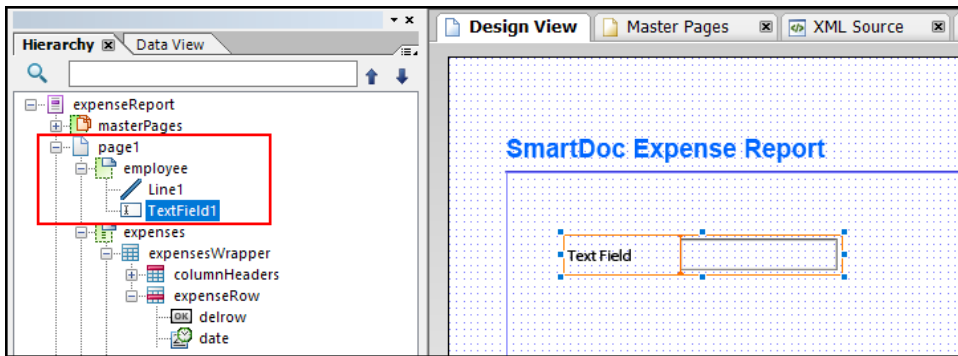 Hierarchy
Data View
expenseReport
masterPages
page1
employee
Line1
TextField1
expenses
expensesWrapper
columnHeaders
expenseRow
OK delrow
date
Design View
Master Pages
XML Source
SmartDoc Expense Report
Text Field